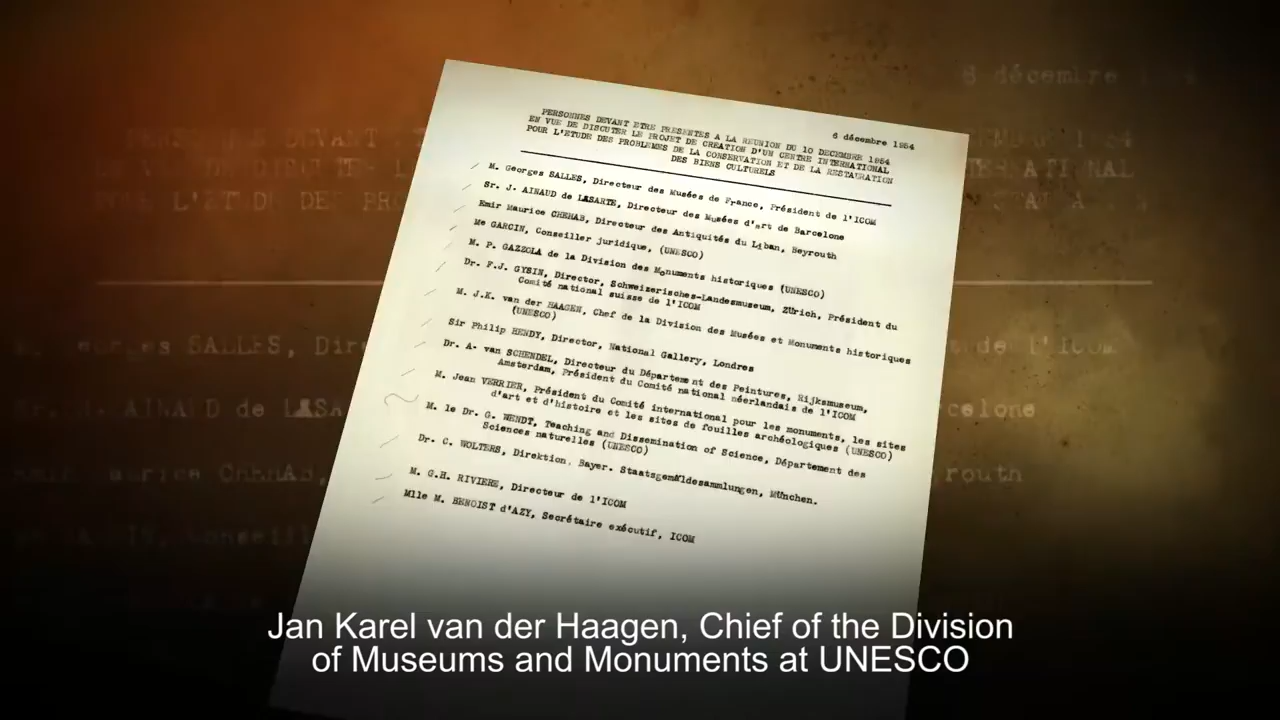 6 décembre 1954
PERSONNES DEVANT ETRE PRESENTES A LA REUNION DU 10 DECEMBRE 1954
EN VUE DE DISCUTER LE PROJET DE CREATION D'UN CENTRE INTERNATIONAL
POUR L'ETUDE DES PROBLEMES DE LA CONSERVATION ET DE LA RESTAURATION
DES BIENS CULTURELS
M. Georges SALLES, Directeur des Musées de France, Président de l'ICOM
Sr. J. AINAUD de LASARTE, Directeur des Musées d'art de Barcelone
Emir Maurice CHEHAB, Directeur des Antiquités du Liban, Beyrouth
Me GARCIN, Conseiller juridique, (UNESCO)
M. P. GAZZOLA de la Division des Monuments historiques (UNESCO)
Dr. F.J. GYSIN, Director, Schweizerisches-Landesmuseum, Zürich, Président du
Comité national suisse de l'ICOM
M. J.K. van der HAAGEN, Chef de la Division des Musées et Monuments historiques
(UNESCO)
Sir Philip HENDY, Director, National Gallery, Londres
Dr. A. van SCHENDEL, Directeur du Département des Peintures, Rijksmuseum,
Amsterdam, Président du Comité national néerlandais de l'ICOM
M. Jean VERRIER, Président du Comité international pour les monuments, les sites
d'art et d'histoire et les sites de fouilles archéologiques (UNESCO)
M. le Dr. G. WENDT, Teaching and Dissemination of Science, Département des
Sciences naturelles (UNESCO)
Dr. C. WOLTERS, Direktion, Bayer. Staatsgemäldesammlungen, München.
M. G.H. RIVIERE, Directeur de l'ICOM
Mlle M. BENOIST d'AZY, Secrétaire exécutif, ICOM
Jan Karel van der Haagen, Chief of the Division
of Museums and Monuments at UNESCO